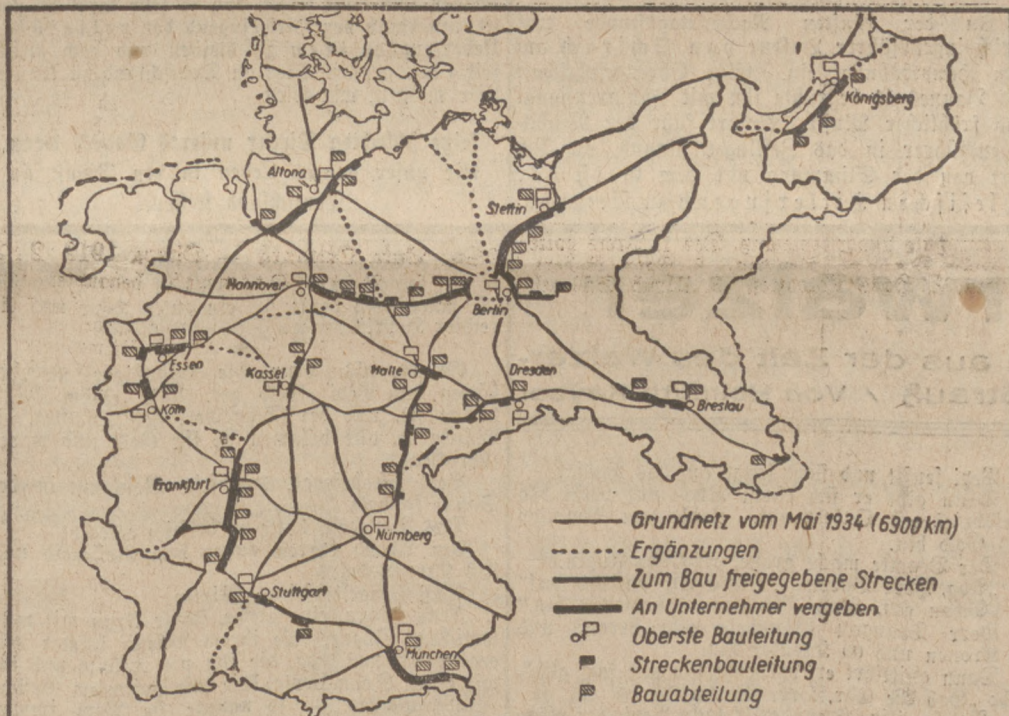 Königsberg
Altona
Stettin
Hannover
Berlin
Essen
Kassel
Halle
Dresden
Köln
Breslau
Frankfurt
Nürnberg
Stuttgart
München
Grundnetz vom Mai 1934 (6900 km)
Ergänzungen
Zum Bau freigegebene Strecken
An Unternehmer vergeben
Oberste Bauleitung
Streckenbauleitung
Bauabteilung